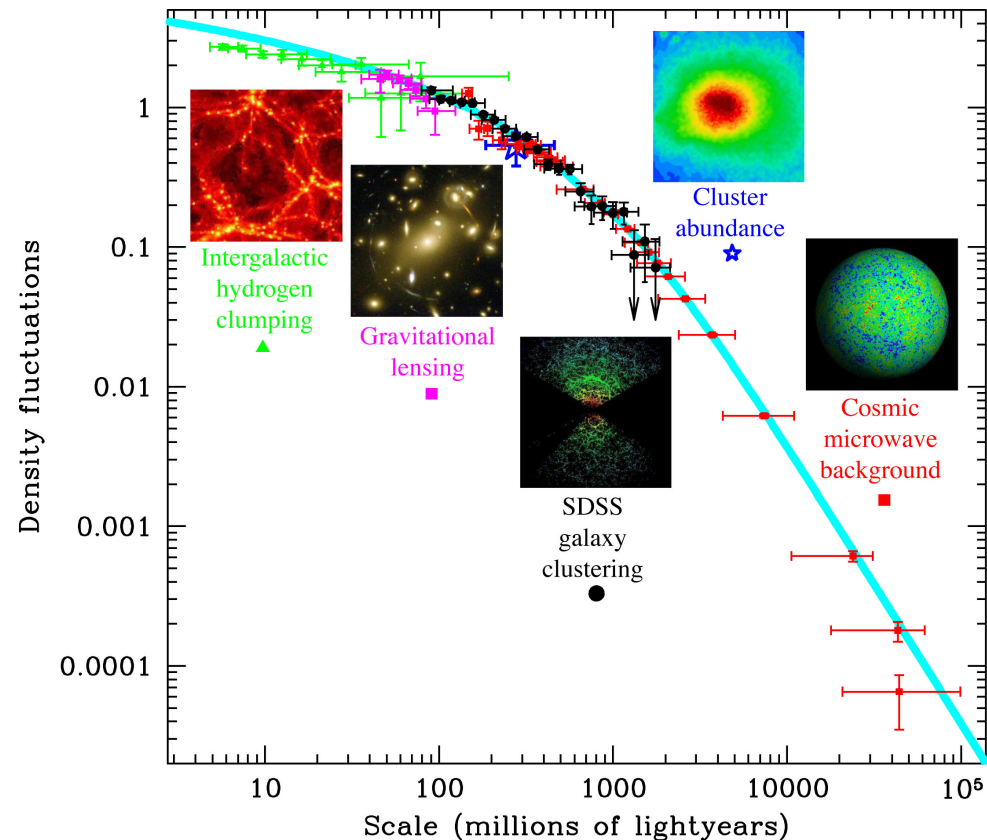 Density fluctuations
1
0.1
0.01
0.001
0.0001
Intergalactic
hydrogen
clumping
Gravitational
lensing
Cluster
abundance
SDSS
galaxy
clustering
Cosmic
microwave
background
10
100
1000
10000
10⁵
Scale (millions of lightyears)